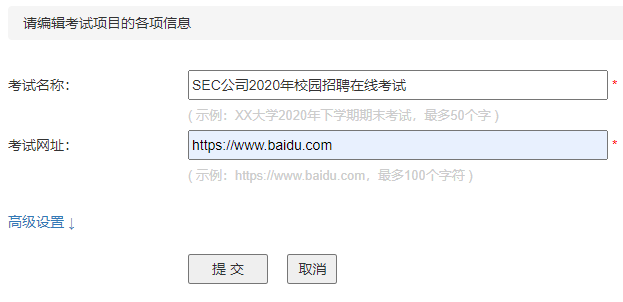 请编辑考试项目的各项信息
考试名称：
SEC公司2020年校园招聘在线考试 *
( 示例：XX大学2020年下学期期末考试，最多50个字 )
考试网址：
https://www.baidu.com *
( 示例：https://www.baidu.com，最多100个字符 )
高级设置↓
提 交 取消